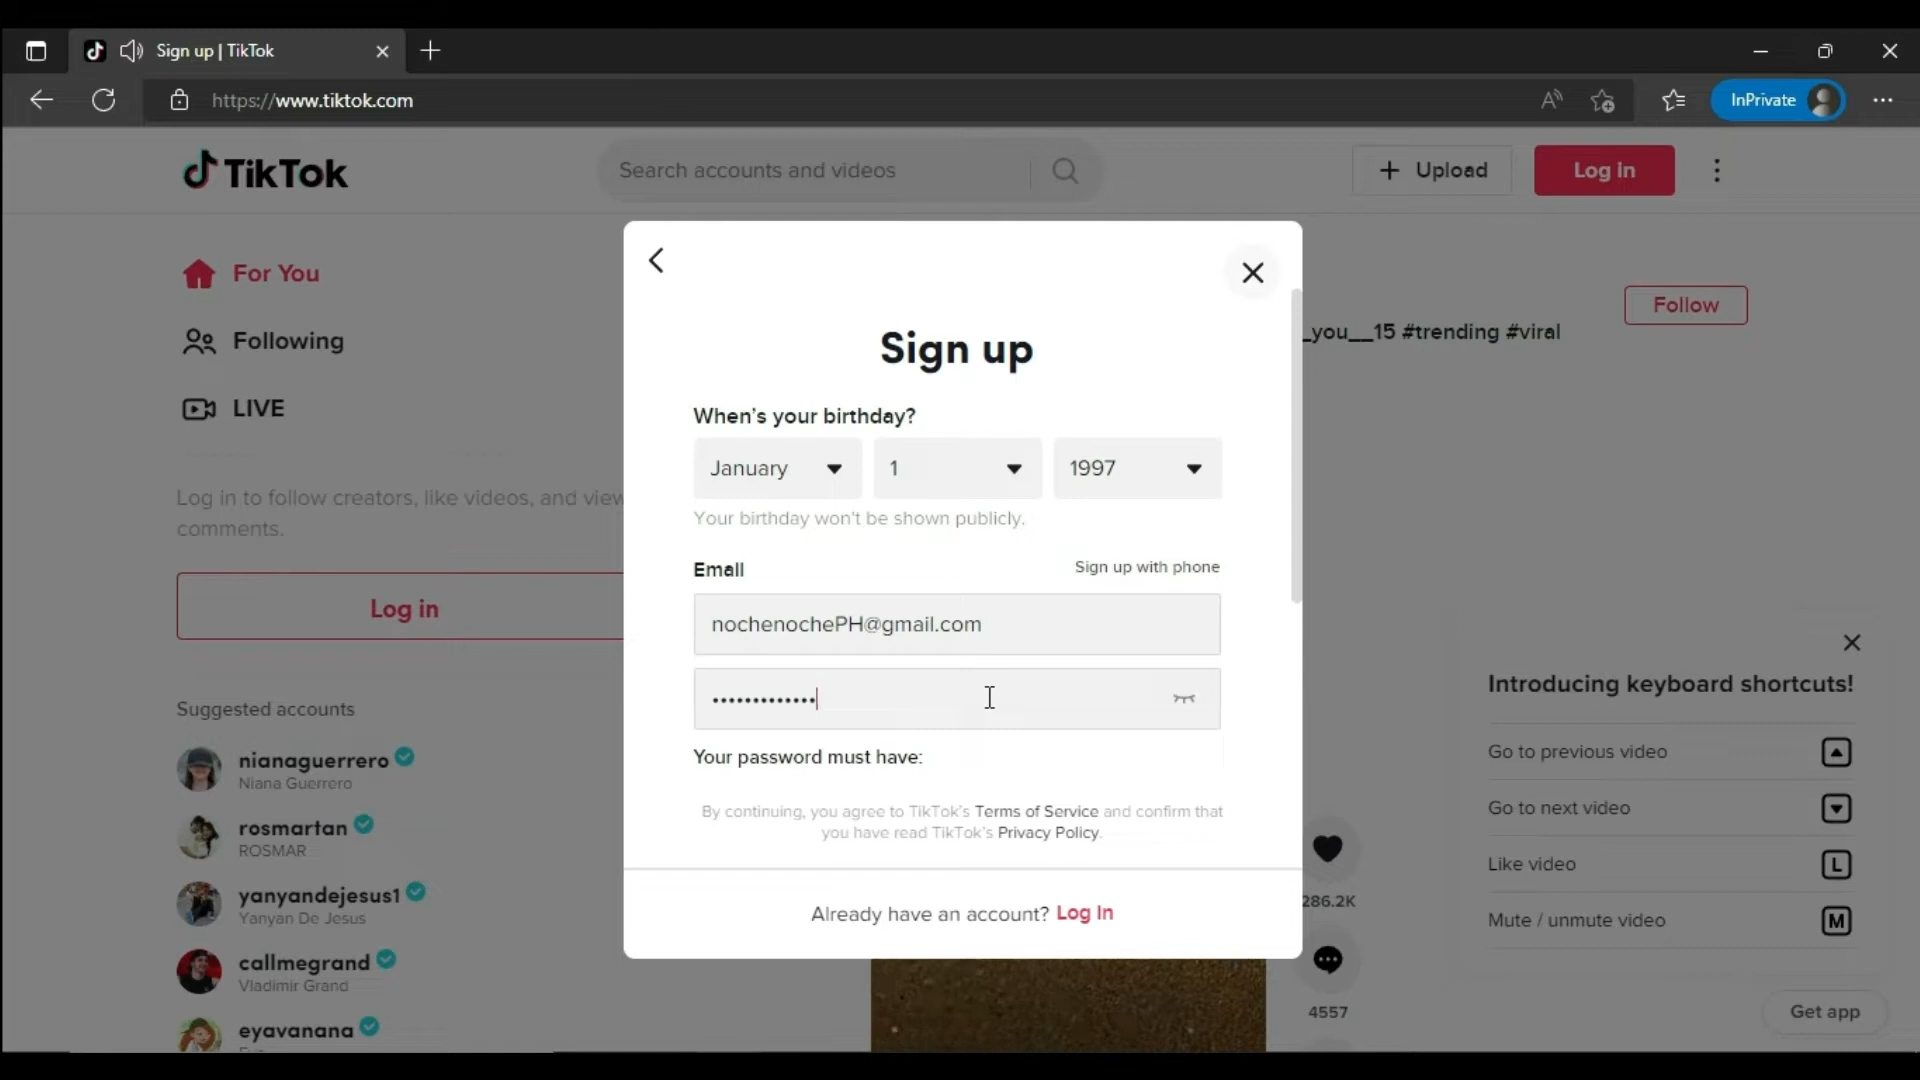 Sign up | TikTok
https://www.tiktok.com
InPrivate
TikTok
Search accounts and videos
Upload
Log in
For You
Following
LIVE
Log in to follow creators, like videos, and view
comments.
Log in
Suggested accounts
nianaguerrero
Niana Guerrero
rosmartan
ROSMAR
yanyandejesus1
Yanyan De Jesus
callmegrand
Vladimir Grand
eyavanana
Sign up
When's your birthday?
January 1 1997
Your birthday won't be shown publicly.
Email Sign up with phone
nochenochePH@gmail.com
•••••••••••••
Your password must have:
By continuing, you agree to TikTok's Terms of Service and confirm that
you have read TikTok's Privacy Policy.
Already have an account? Log in
Follow
_you__15 #trending #viral
286.2K
4557
Introducing keyboard shortcuts!
Go to previous video
Go to next video
Like video L
Mute / unmute video M
Get app